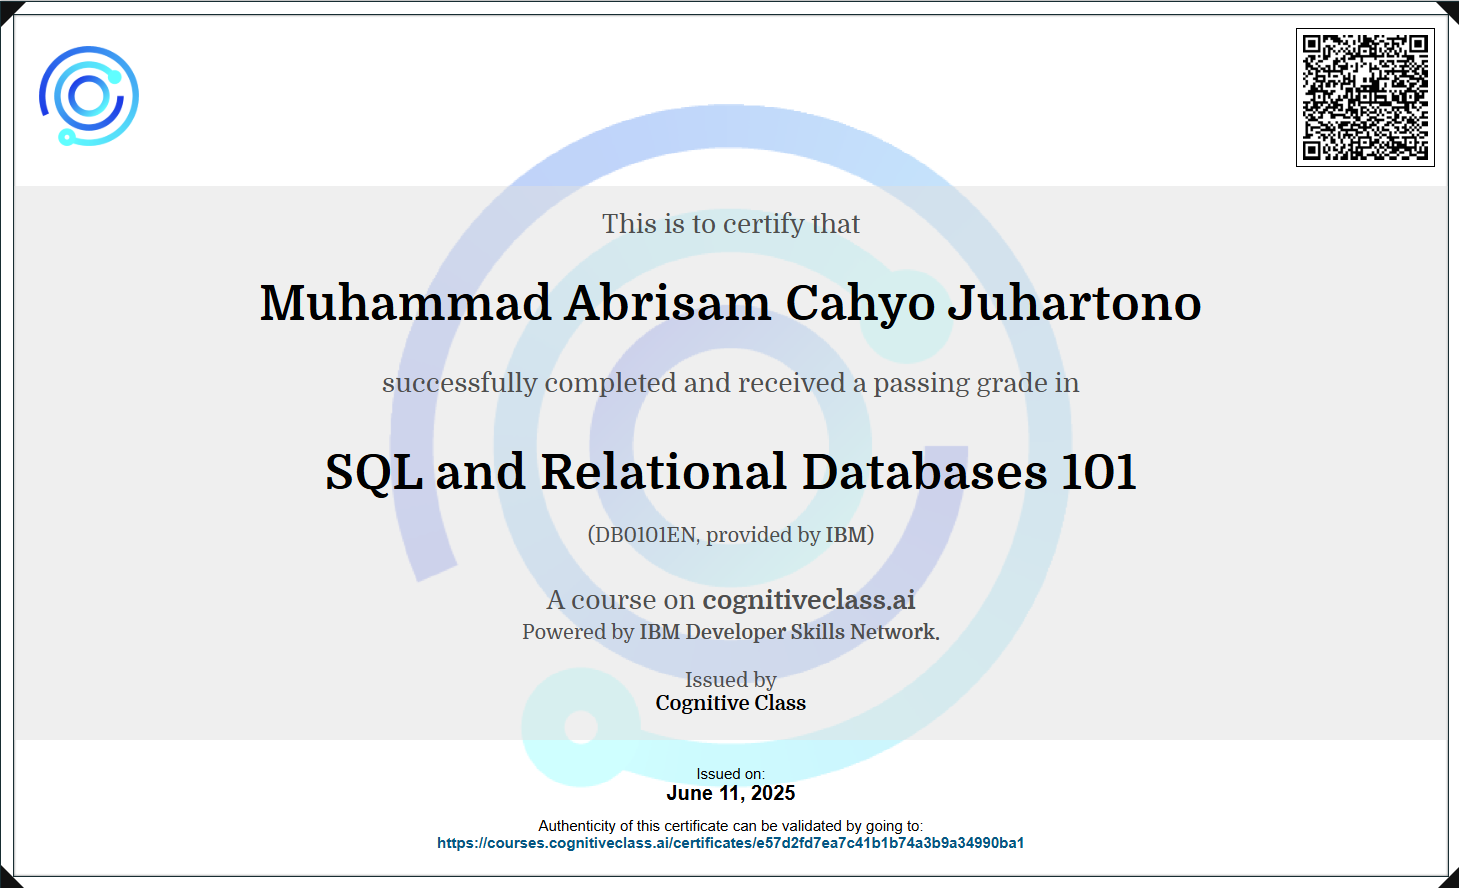 This is to certify that
Muhammad Abrisam Cahyo Juhartono
successfully completed and received a passing grade in
SQL and Relational Databases 101
(DB0101EN, provided by IBM)
A course on cognitiveclass.ai
Powered by IBM Developer Skills Network.
Issued by
Cognitive Class
Issued on:
June 11, 2025
Authenticity of this certificate can be validated by going to:
https://courses.cognitiveclass.ai/certificates/e57d2fd7ea7c41b1b74a3b9a34990ba1